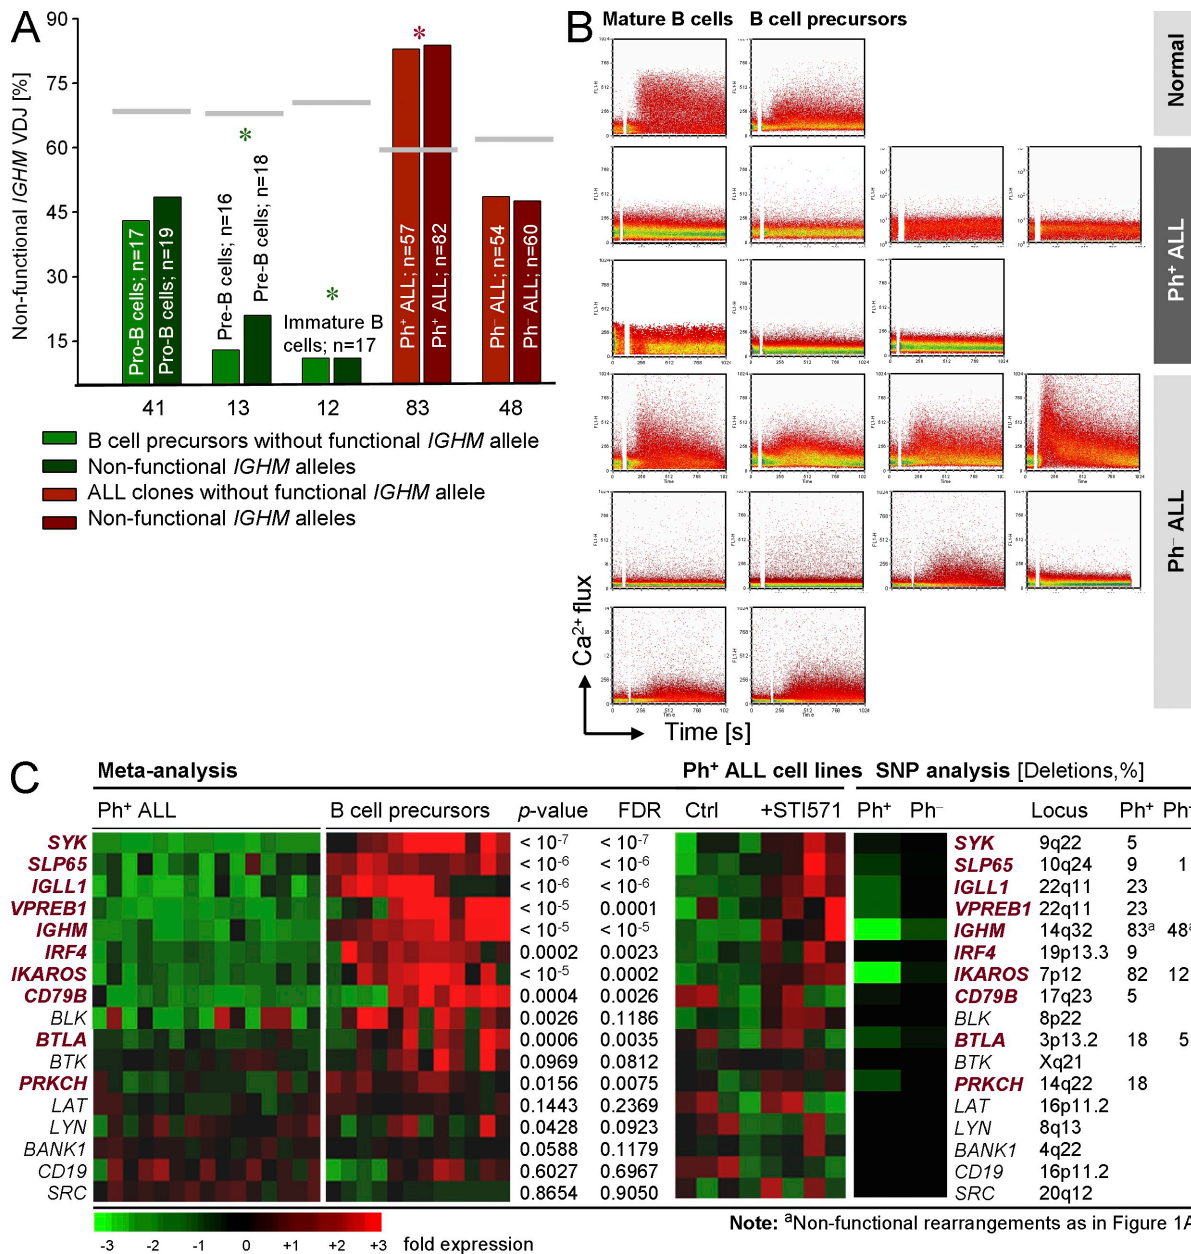 A
Non-functional IGHM VDJ [%]
90
75
60
45
30
15
*
*
*
*
Pro-B cells; n=17
Pro-B cells; n=19
Pre-B cells; n=16
Pre-B cells; n=18
Immature B
cells; n=17
Ph+ ALL; n=57
Ph+ ALL; n=82
Ph− ALL; n=54
Ph− ALL; n=60
41 13 12 83 48
B cell precursors without functional IGHM allele
Non-functional IGHM alleles
ALL clones without functional IGHM allele
Non-functional IGHM alleles
B
Mature B cells B cell precursors
Normal
Ph+ ALL
Ph− ALL
Ca2+ flux
Time [s]
C
Meta-analysis Ph+ ALL cell lines SNP analysis [Deletions,%]
Ph+ ALL B cell precursors p-value FDR Ctrl +STI571 Ph+ Ph− Locus Ph+ Ph−
SYK < 10-7 < 10-7 SYK 9q22 5
SLP65 < 10-6 < 10-6 SLP65 10q24 9 1
IGLL1 < 10-6 < 10-6 IGLL1 22q11 23
VPREB1 < 10-5 0.0001 VPREB1 22q11 23
IGHM < 10-5 < 10-5 IGHM 14q32 83a 48a
IRF4 0.0002 0.0023 IRF4 19p13.3 9
IKAROS < 10-5 0.0002 IKAROS 7p12 82 12
CD79B 0.0004 0.0026 CD79B 17q23 5
BLK 0.0026 0.1186 BLK 8p22
BTLA 0.0006 0.0035 BTLA 3p13.2 18 5
BTK 0.0969 0.0812 BTK Xq21
PRKCH 0.0156 0.0075 PRKCH 14q22 18
LAT 0.1443 0.2369 LAT 16p11.2
LYN 0.0428 0.0923 LYN 8q13
BANK1 0.0588 0.1179 BANK1 4q22
CD19 0.6027 0.6967 CD19 16p11.2
SRC 0.8654 0.9050 SRC 20q12
-3 -2 -1 0 +1 +2 +3 fold expression
Note: aNon-functional rearrangements as in Figure 1A